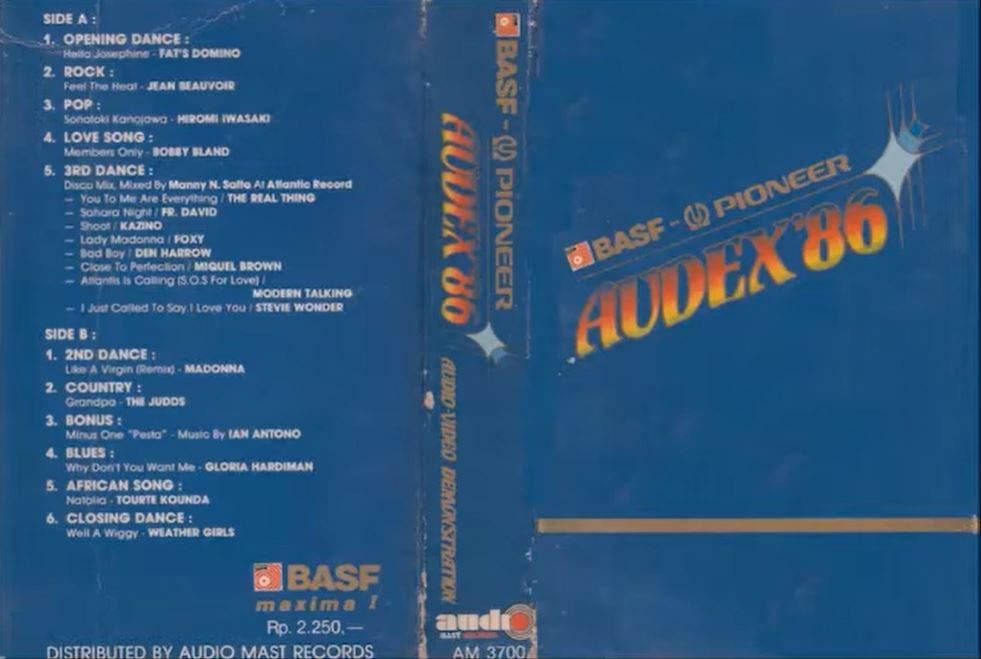 SIDE A :
1. OPENING DANCE :
Hello Josephine - FAT'S DOMINO
2. ROCK :
Feel The Heat - JEAN BEAUVOIR
3. POP :
Sonatoki Kanojawa - HIROMI IWASAKI
4. LOVE SONG :
Members Only - BOBBY BLAND
5. 3RD DANCE :
Disco Mix, Mixed By Manny N. Salta At Atlantic Record
– You To Me Are Everything / THE REAL THING
– Sahara Night / FR. DAVID
– Shoot / KAZINO
– Lady Madonna / FOXY
– Bad Boy / DEN HARROW
– Close To Perfection / MIQUEL BROWN
– Atlantis Is Calling (S.O.S For Love) /
MODERN TALKING
– I Just Called To Say I Love You / STEVIE WONDER
SIDE B :
1. 2ND DANCE :
Like A Virgin (Remix) - MADONNA
2. COUNTRY :
Grandpa - THE JUDDS
3. BONUS :
Minus One "Pesta" - Music By IAN ANTONO
4. BLUES :
Why Don't You Want Me - GLORIA HARDIMAN
5. AFRICAN SONG :
Natalia - TOURTE KOUNDA
6. CLOSING DANCE :
Well A Wiggy - WEATHER GIRLS
BASF
maxima I
Rp. 2.250,—
DISTRIBUTED BY AUDIO MAST RECORDS
BASF - PIONEER
AUDEX '86
AUDIO-VIDEO DEMONSTRATION
audio
MAST RECORDS
AM 3700
BASF - PIONEER
AUDEX '86